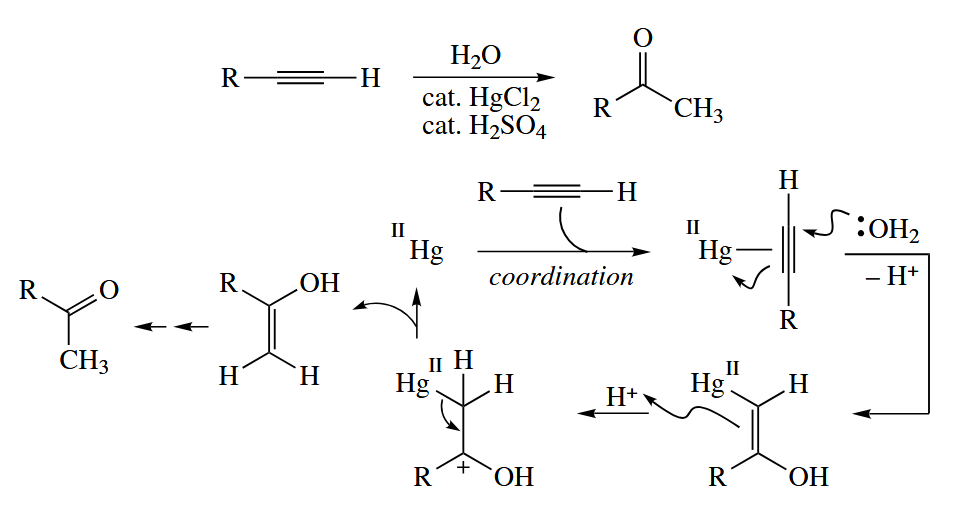 R H
H₂O
cat. HgCl₂
cat. H₂SO₄
O
R CH₃
R H
II
Hg
coordination
H
II
Hg
:OH₂
– H⁺
R
R O
CH₃
R OH
H H
II H
Hg H
R + OH
H⁺
II
Hg H
R OH